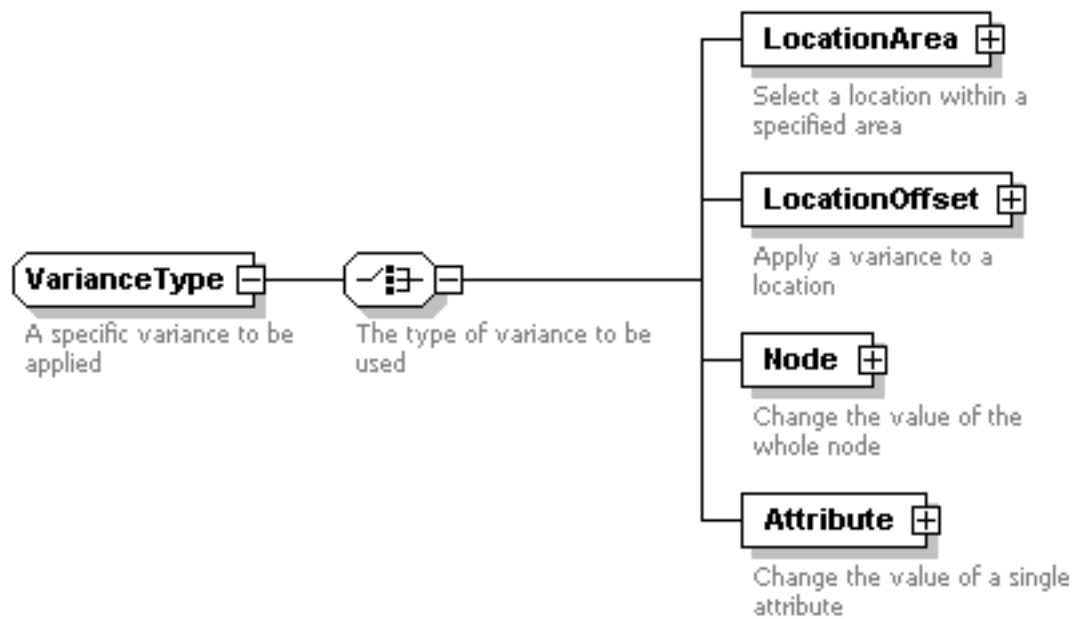 LocationArea
Select a location within a
specified area
LocationOffset
Apply a variance to a
location
VarianceType
A specific variance to be
applied
The type of variance to be
used
Node
Change the value of the
whole node
Attribute
Change the value of a single
attribute